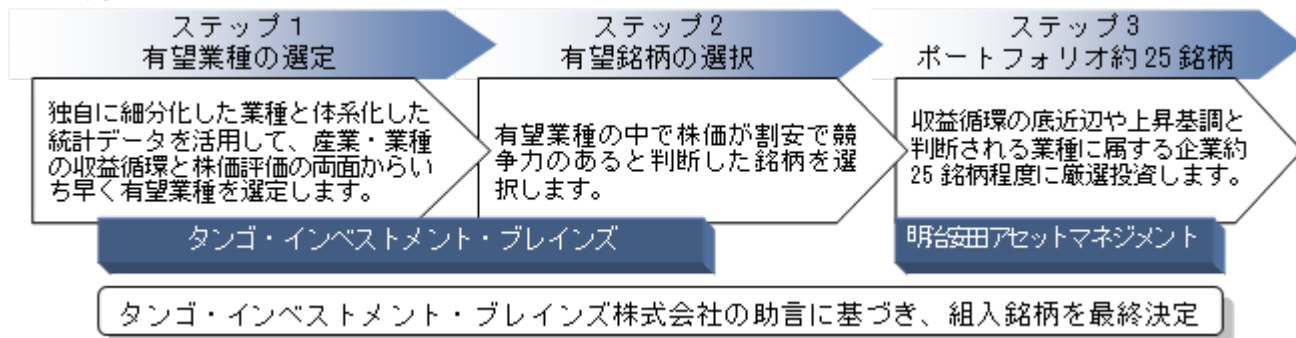 ステップ1
有望業種の選定
ステップ2
有望銘柄の選択
ステップ3
ポートフォリオ約25銘柄
独自に細分化した業種と体系化した
統計データを活用して、産業・業種
の収益循環と株価評価の両面からい
ち早く有望業種を選定します。
有望業種の中で株価が割安で競
争力のあると判断した銘柄を選
択します。
収益循環の底近辺や上昇基調と
判断される業種に属する企業約
25銘柄程度に厳選投資します。
タンゴ・インベストメント・ブレインズ
明治安田アセットマネジメント
タンゴ・インベストメント・ブレインズ株式会社の助言に基づき、組入銘柄を最終決定